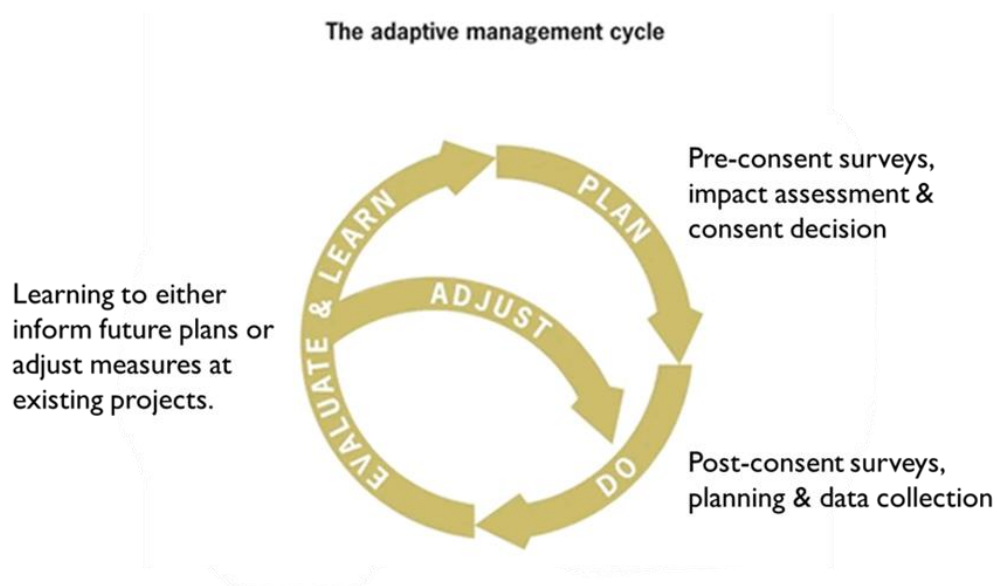 The adaptive management cycle
PLAN
Pre-consent surveys,
impact assessment &
consent decision
EVALUATE & LEARN
ADJUST
Learning to either
inform future plans or
adjust measures at
existing projects.
DO
Post-consent surveys,
planning & data collection